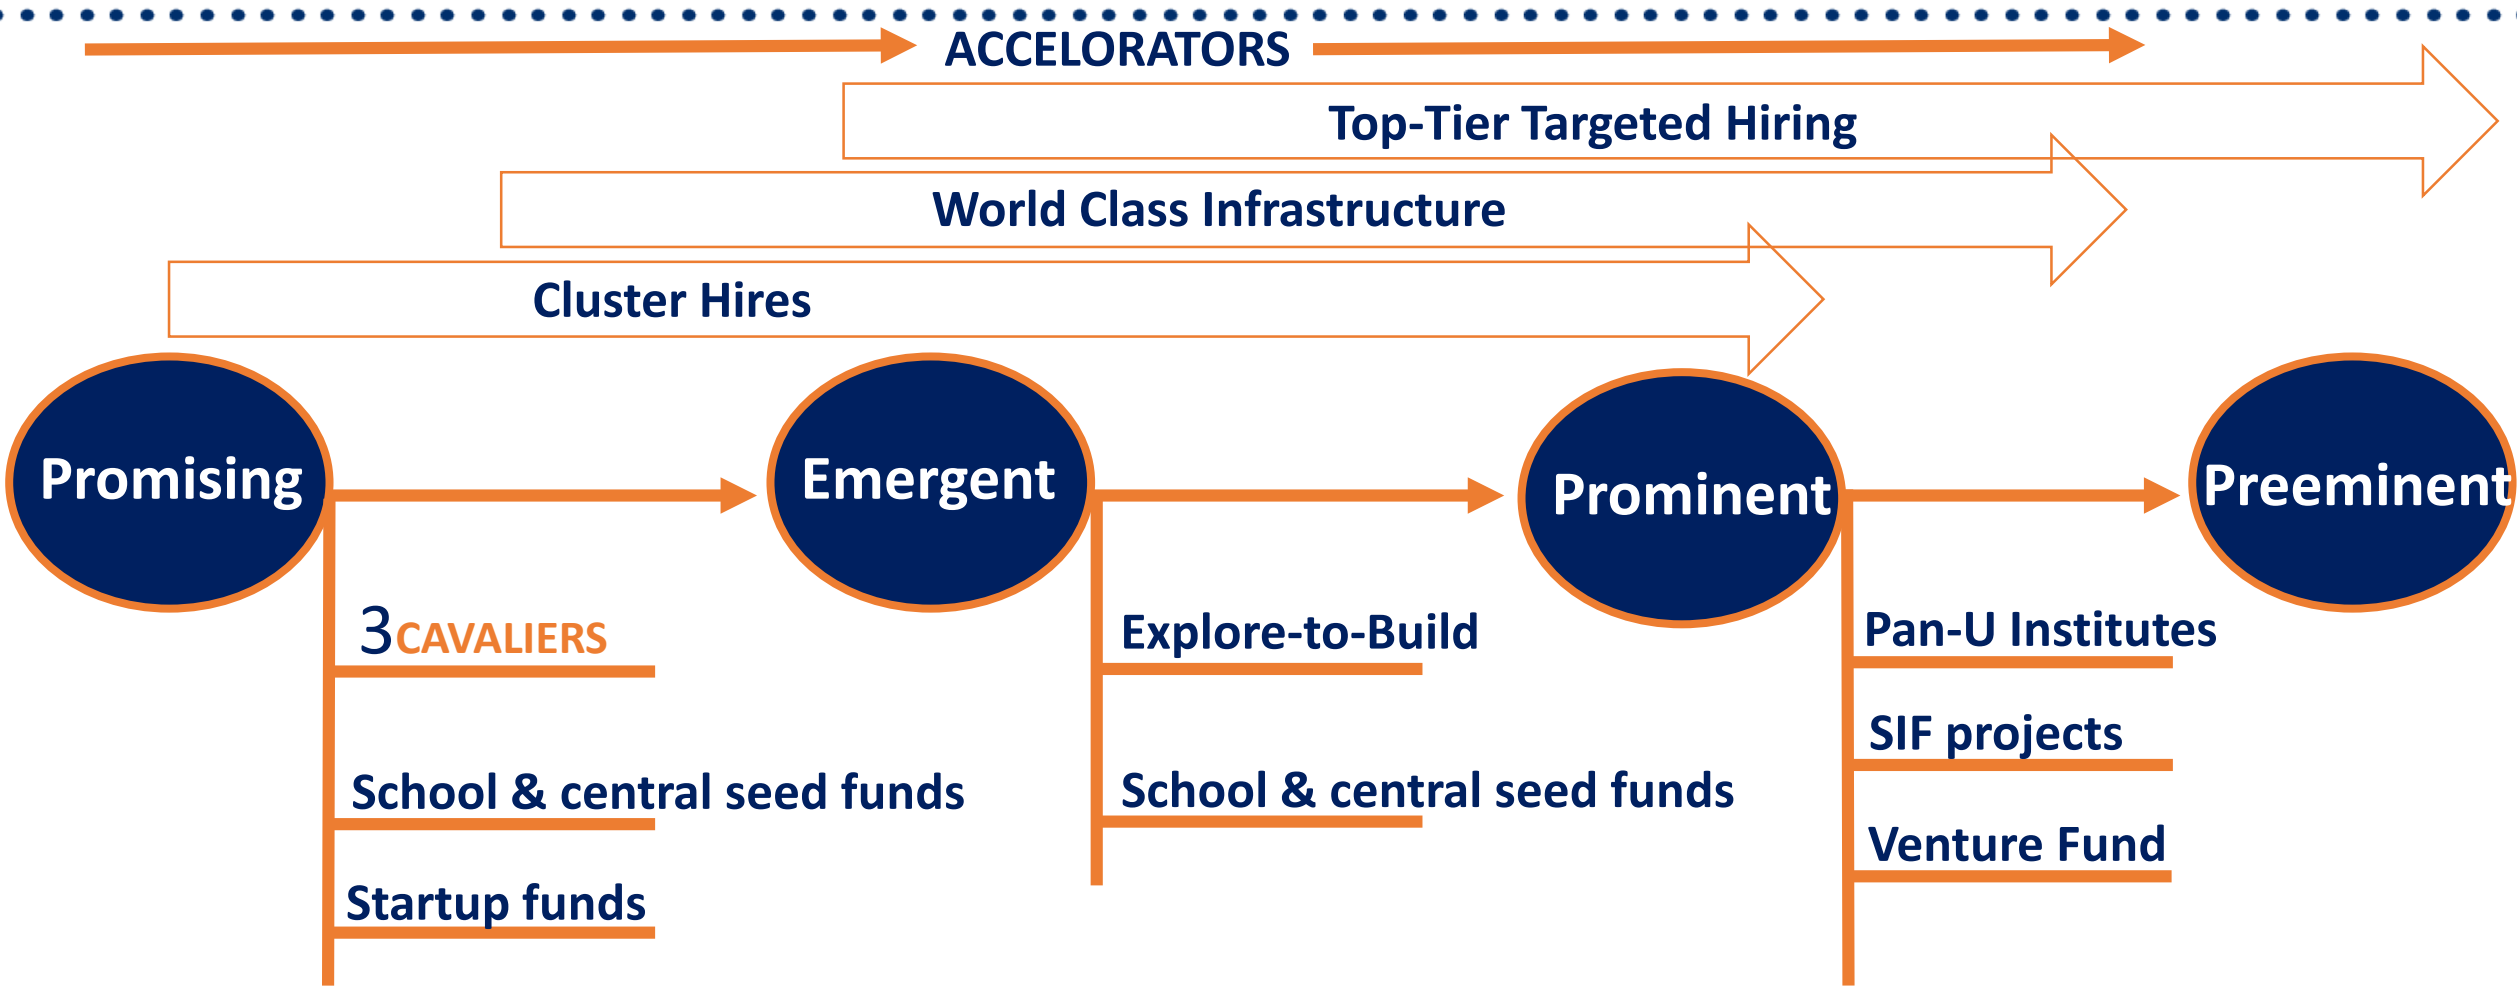 ACCELORATORS
Top-Tier Targeted Hiring
World Class Infrastructure
Cluster Hires
Promising
Emergent
Prominent
Preeminent
3CAVALIERS
School & central seed funds
Startup funds
Explore-to-Build
School & central seed funds
Pan-U Institutes
SIF projects
Venture Fund